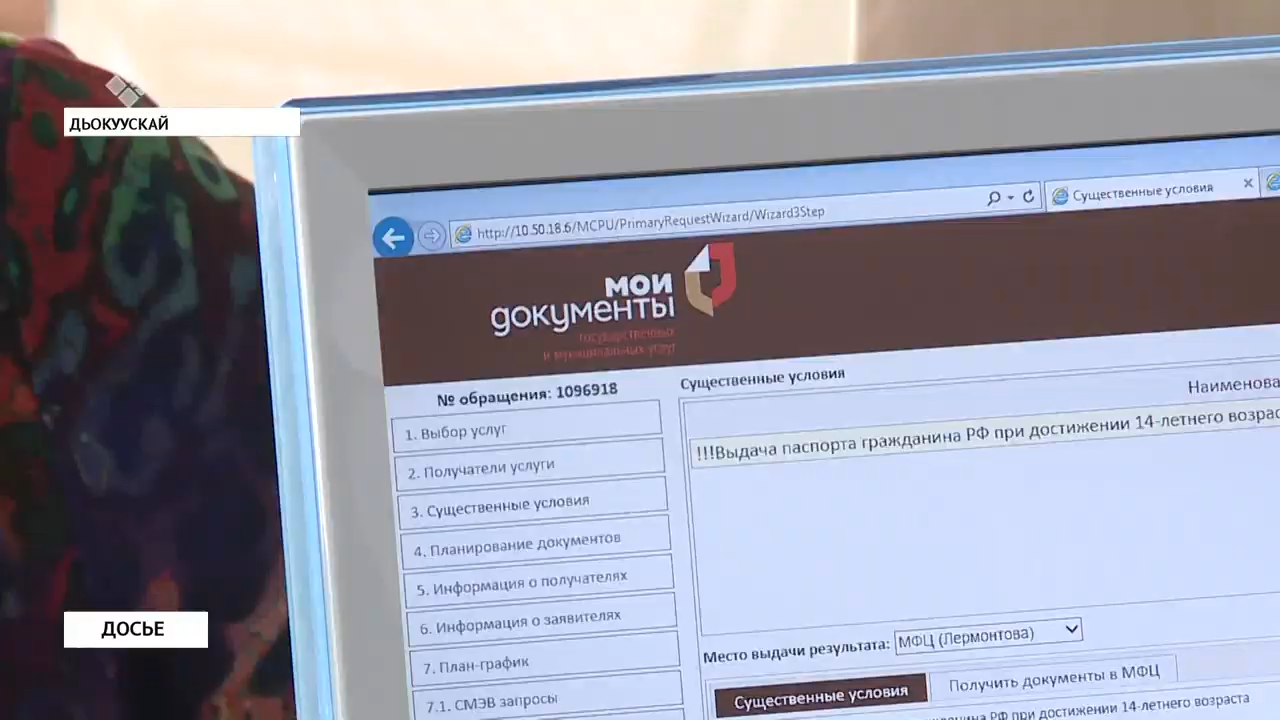 ДЬОКУУСКАЙ
http://10.50.18.6/MCPU/PrimaryRequestWizard/Wizard3Step
Существенные условия
мои
документы
государственных
и муниципальных услуг
№ обращения: 1096918
1. Выбор услуг
2. Получатели услуги
3. Существенные условия
4. Планирование документов
5. Информация о получателях
6. Информация о заявителях
7. План-график
7.1. СМЭВ запросы
Существенные условия
Наименова
!!!Выдача паспорта гражданина РФ при достижении 14-летнего возрас
Место выдачи результата: МФЦ (Лермонтова)
Существенные условия
Получить документы в МФЦ
РФ при достижении 14-летнего возраста
ДОСЬЕ